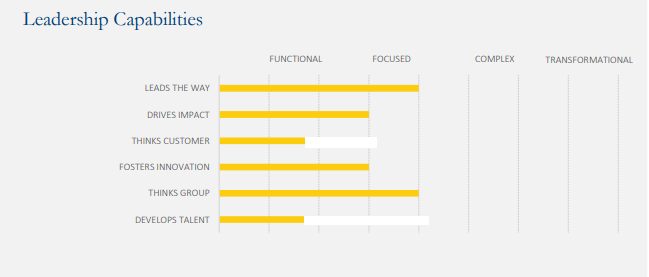 Leadership Capabilities
FUNCTIONAL FOCUSED COMPLEX TRANSFORMATIONAL
LEADS THE WAY
DRIVES IMPACT
THINKS CUSTOMER
FOSTERS INNOVATION
THINKS GROUP
DEVELOPS TALENT